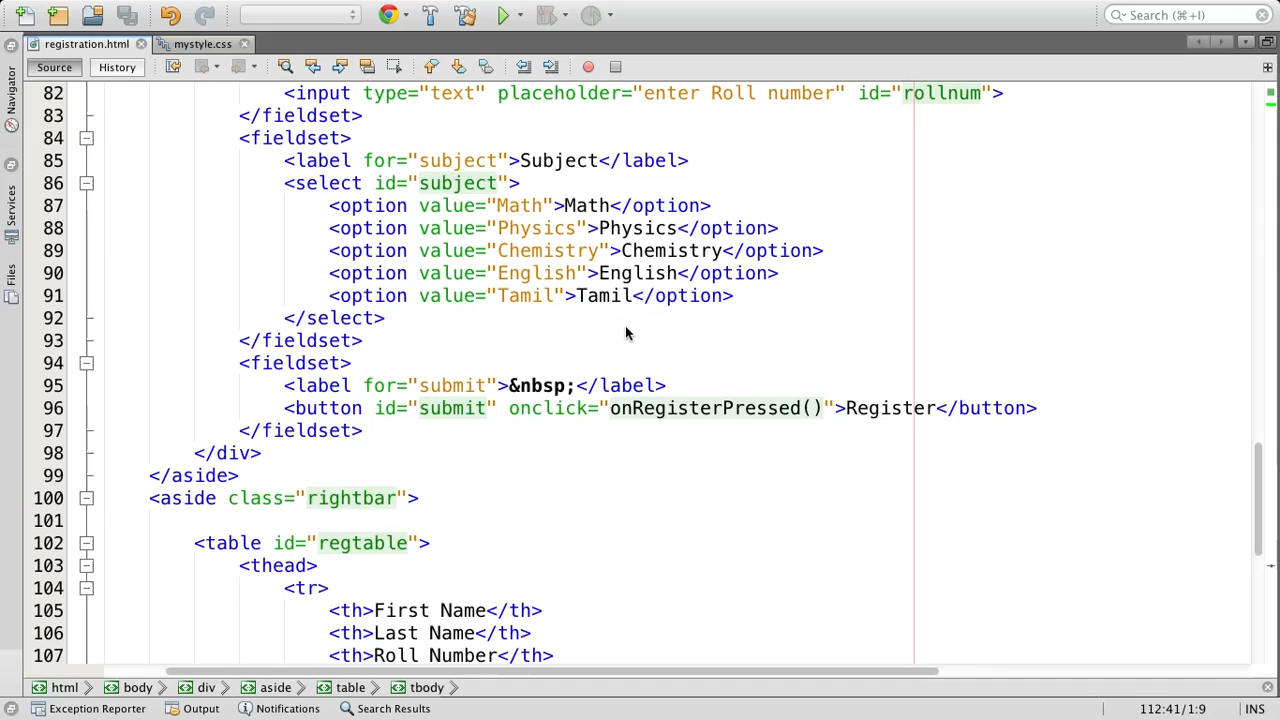 Search (⌘+I)
registration.html
mystyle.css
Source
History
Navigator
Services
Files
82 <input type="text" placeholder="enter Roll number" id="rollnum">
83 </fieldset>
84 <fieldset>
85 <label for="subject">Subject</label>
86 <select id="subject">
87 <option value="Math">Math</option>
88 <option value="Physics">Physics</option>
89 <option value="Chemistry">Chemistry</option>
90 <option value="English">English</option>
91 <option value="Tamil">Tamil</option>
92 </select>
93 </fieldset>
94 <fieldset>
95 <label for="submit">&nbsp;</label>
96 <button id="submit" onclick="onRegisterPressed()">Register</button>
97 </fieldset>
98 </div>
99 </aside>
100 <aside class="rightbar">
101
102 <table id="regtable">
103 <thead>
104 <tr>
105 <th>First Name</th>
106 <th>Last Name</th>
107 <th>Roll Number</th>
html body div aside table tbody
Exception Reporter Output Notifications Search Results 112:41/1:9 INS